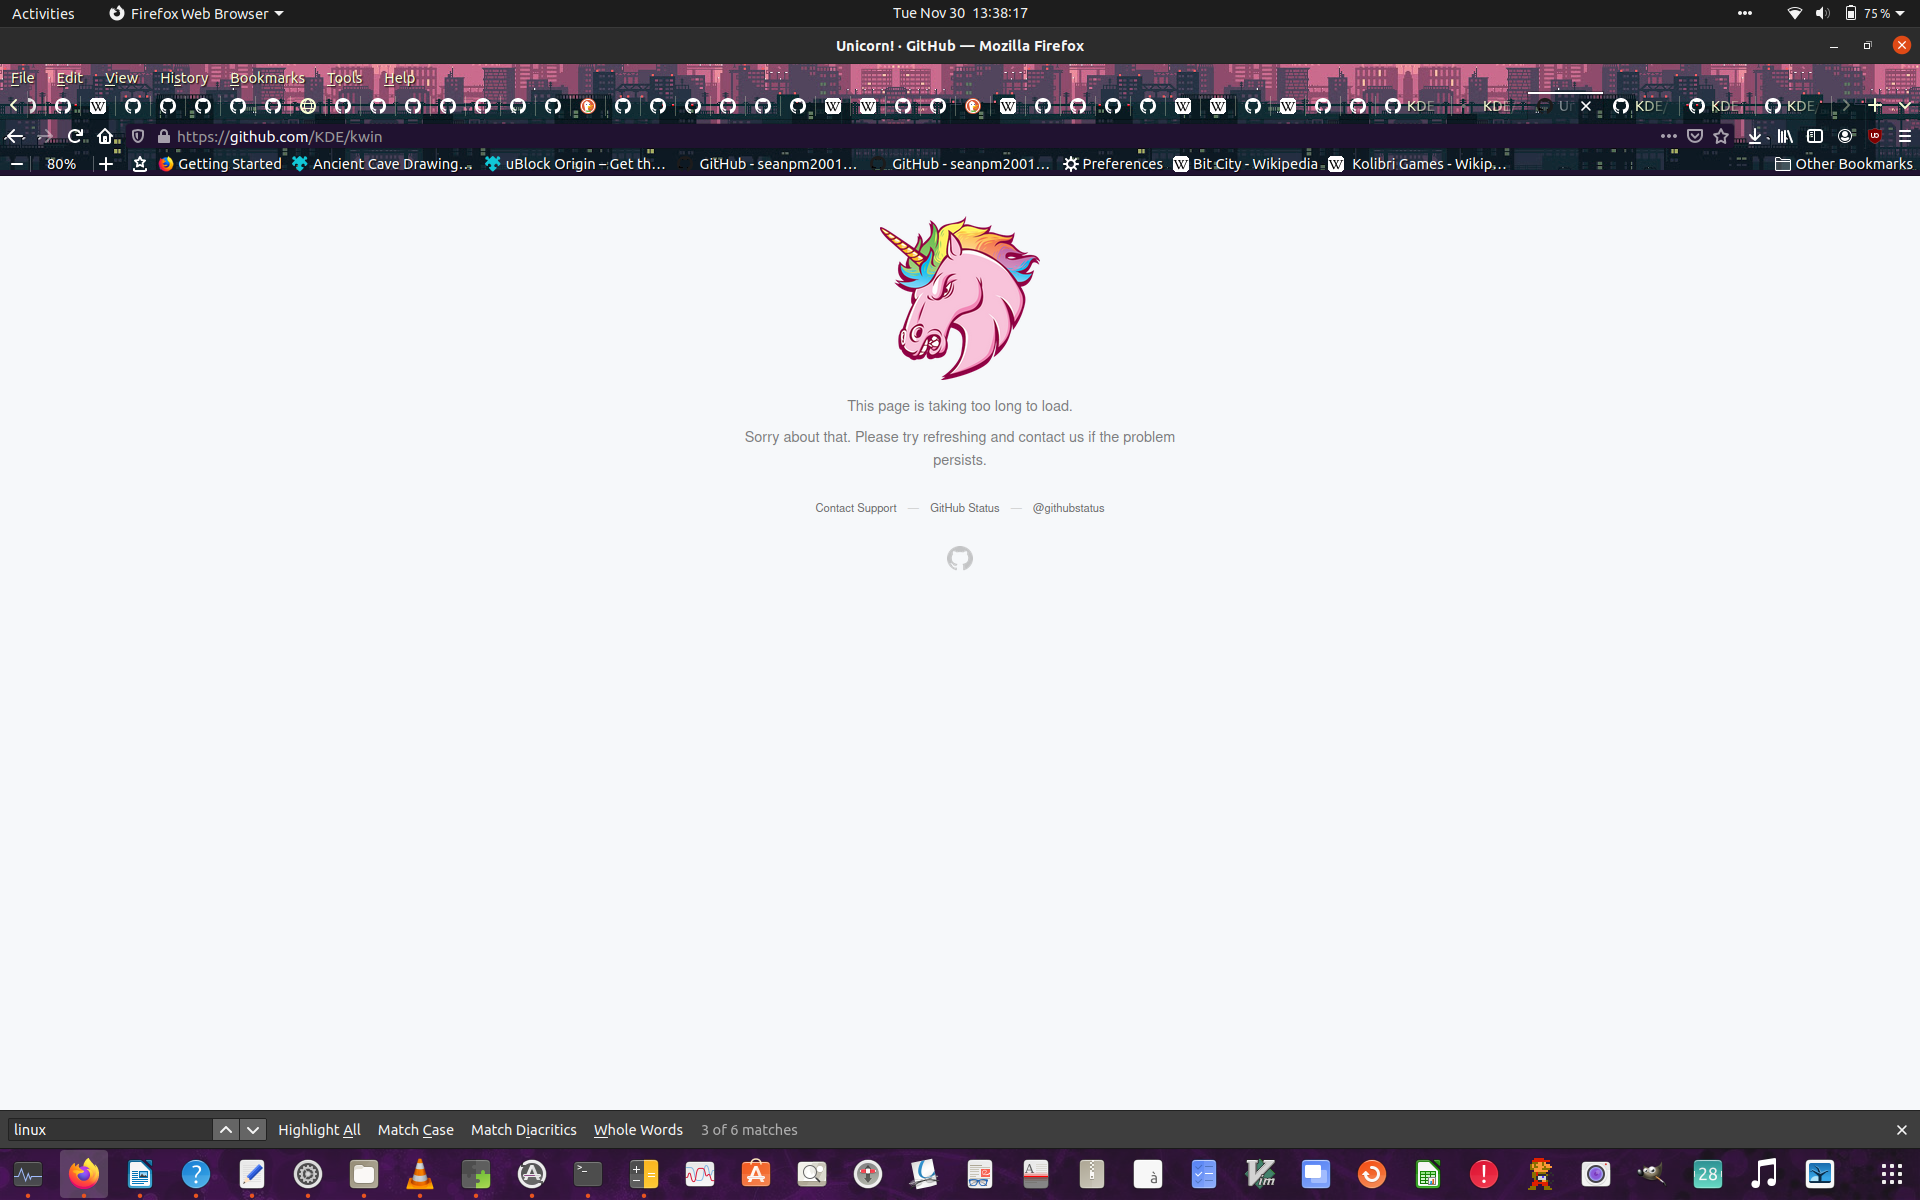 Activities
Firefox Web Browser
Tue Nov 30 13:38:17
75 %
Unicorn! · GitHub — Mozilla Firefox
File Edit View History Bookmarks Tools Help
KDE KDE Ur KDE/ KDE KDE
https://github.com/KDE/kwin
80%
Getting Started
Ancient Cave Drawing…
uBlock Origin – Get th…
GitHub - seanpm2001…
GitHub - seanpm2001…
Preferences
Bit City - Wikipedia
Kolibri Games - Wikip…
Other Bookmarks
This page is taking too long to load.
Sorry about that. Please try refreshing and contact us if the problem
persists.
Contact Support — GitHub Status — @githubstatus
linux
Highlight All Match Case Match Diacritics Whole Words 3 of 6 matches
28